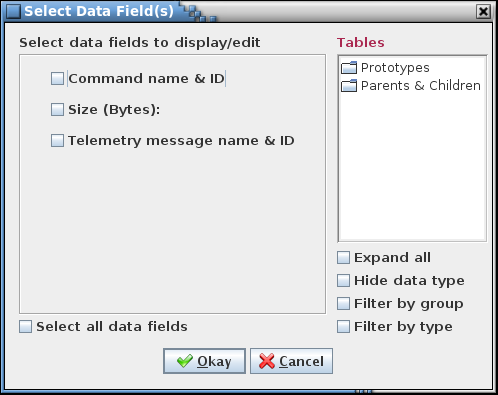 Select Data Field(s)
Select data fields to display/edit
Command name & ID
Size (Bytes):
Telemetry message name & ID
Select all data fields
Tables
Prototypes
Parents & Children
Expand all
Hide data type
Filter by group
Filter by type
Okay
Cancel